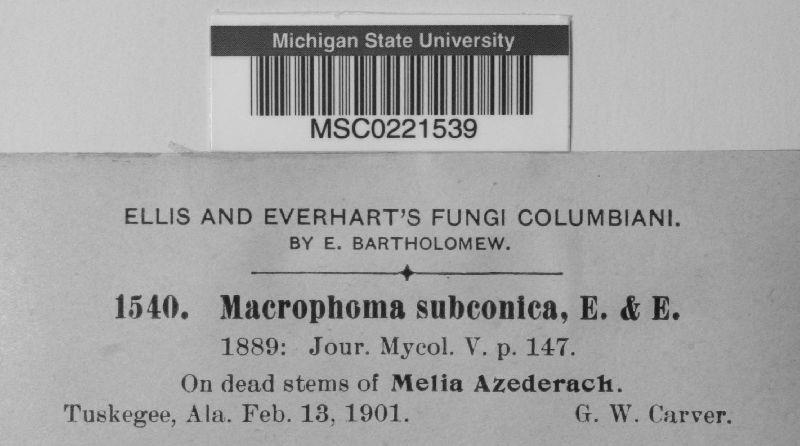 Michigan State University
MSC0221539
ELLIS AND EVERHART'S FUNGI COLUMBIANI.
BY E. BARTHOLOMEW.
1540. Macrophoma subconica, E. & E.
1889: Jour. Mycol. V. p. 147.
On dead stems of Melia Azederach.
Tuskegee, Ala. Feb. 13, 1901. G. W. Carver.